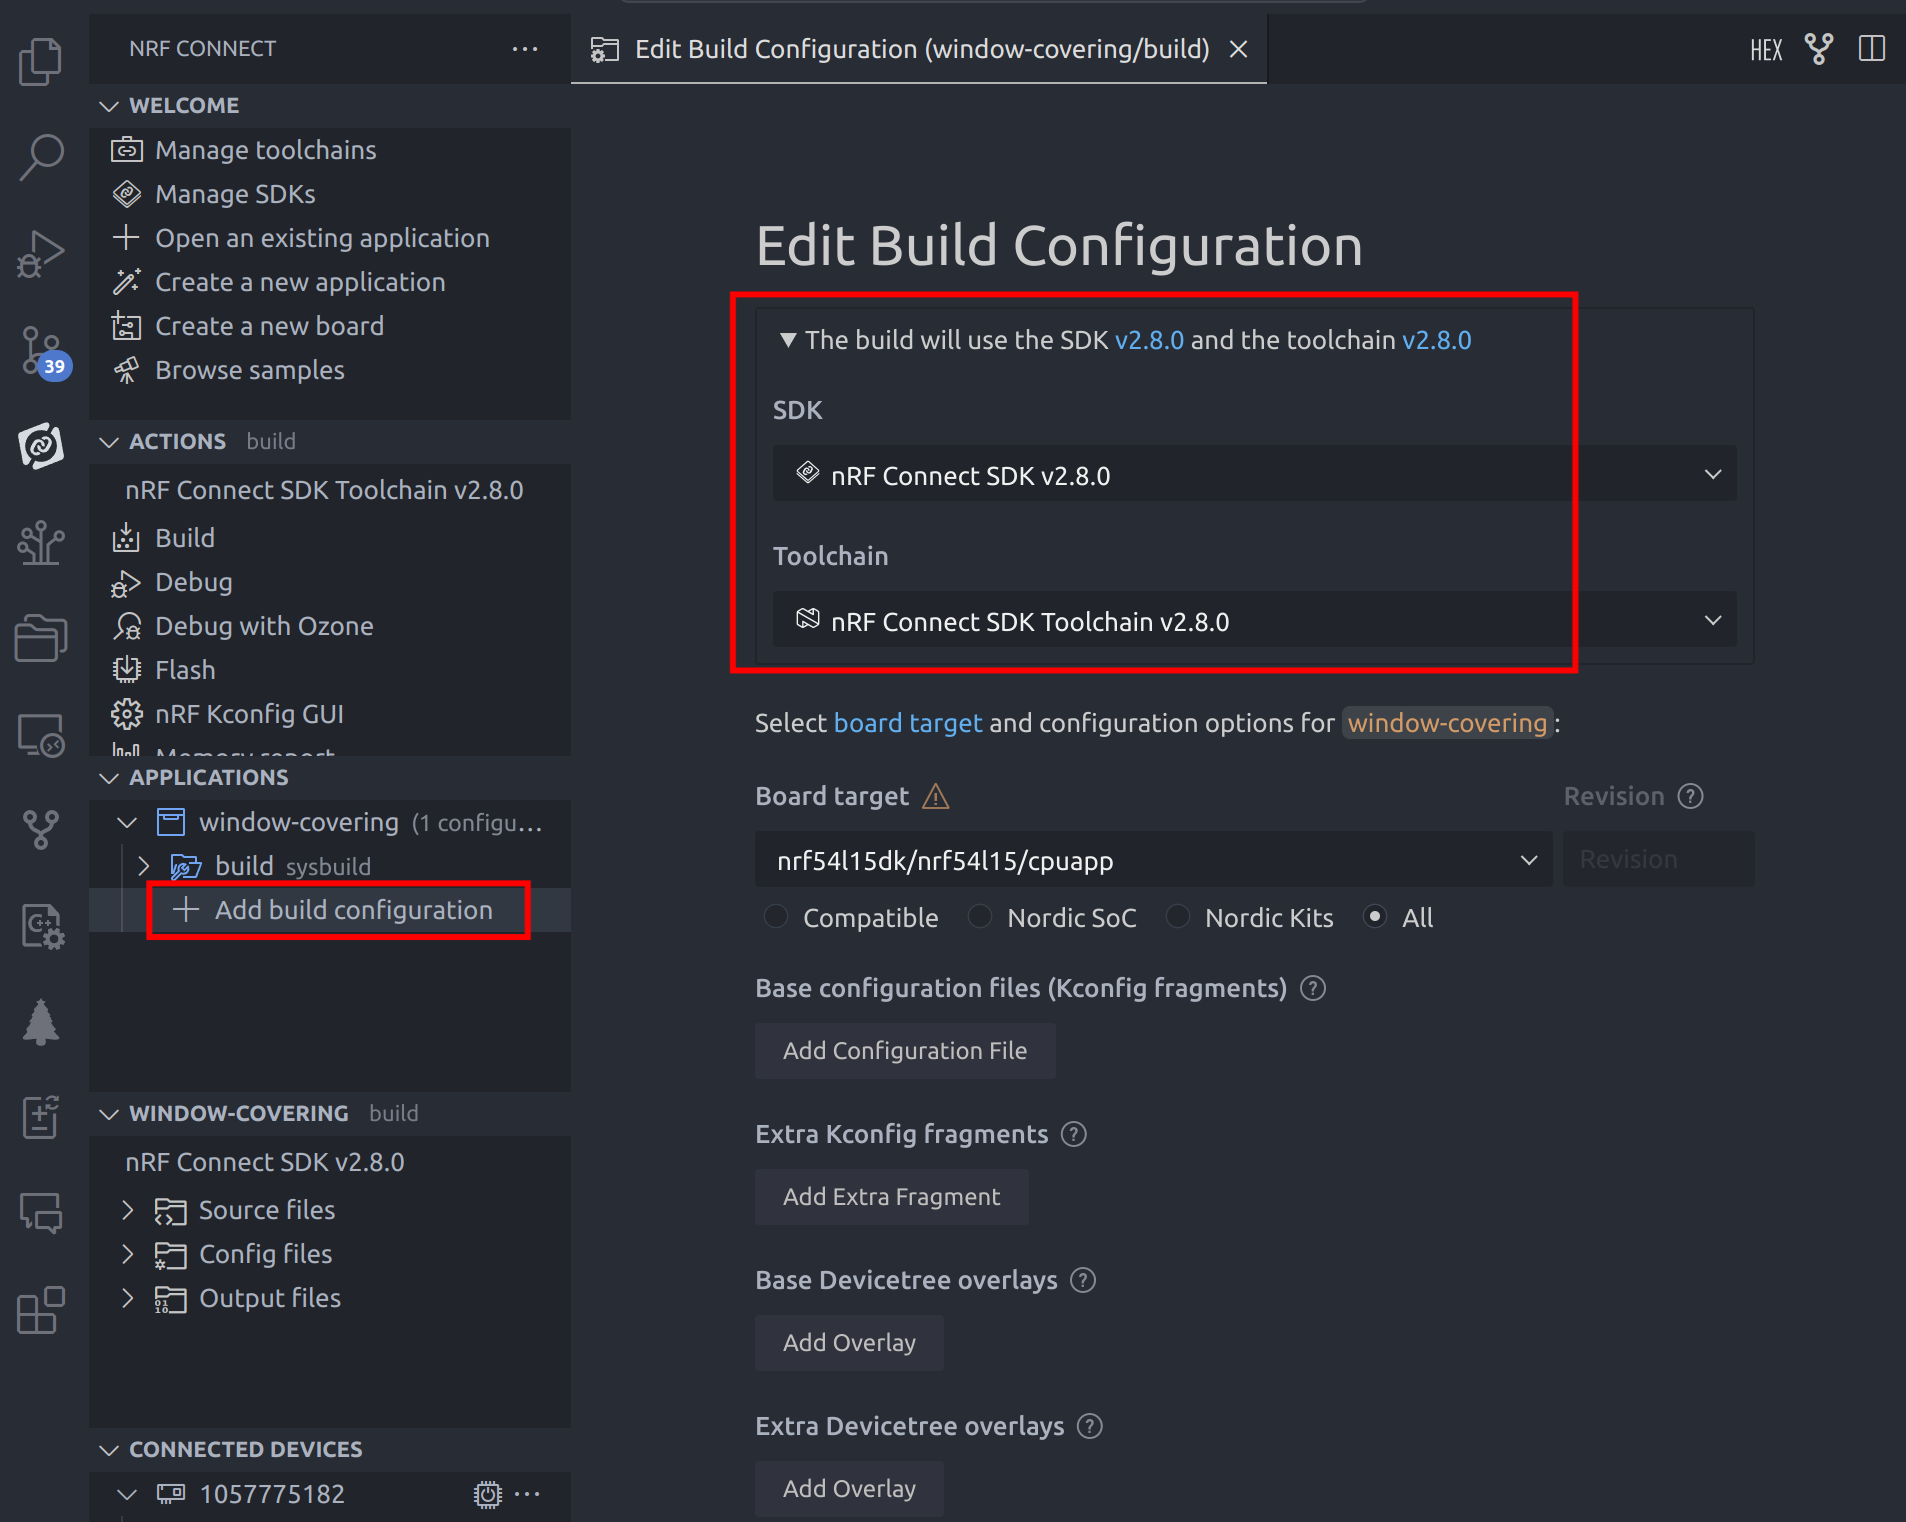 NRF CONNECT
WELCOME
Manage toolchains
Manage SDKs
Open an existing application
Create a new application
Create a new board
Browse samples
ACTIONS build
nRF Connect SDK Toolchain v2.8.0
Build
Debug
Debug with Ozone
Flash
nRF Kconfig GUI
Memory report
APPLICATIONS
window-covering (1 configu...
build sysbuild
Add build configuration
WINDOW-COVERING build
nRF Connect SDK v2.8.0
Source files
Config files
Output files
CONNECTED DEVICES
1057775182
39
Edit Build Configuration (window-covering/build)
HEX
Edit Build Configuration
The build will use the SDK v2.8.0 and the toolchain v2.8.0
SDK
nRF Connect SDK v2.8.0
Toolchain
nRF Connect SDK Toolchain v2.8.0
Select board target and configuration options for window-covering:
Board target
Revision
nrf54l15dk/nrf54l15/cpuapp
Revision
Compatible Nordic SoC Nordic Kits All
Base configuration files (Kconfig fragments)
Add Configuration File
Extra Kconfig fragments
Add Extra Fragment
Base Devicetree overlays
Add Overlay
Extra Devicetree overlays
Add Overlay